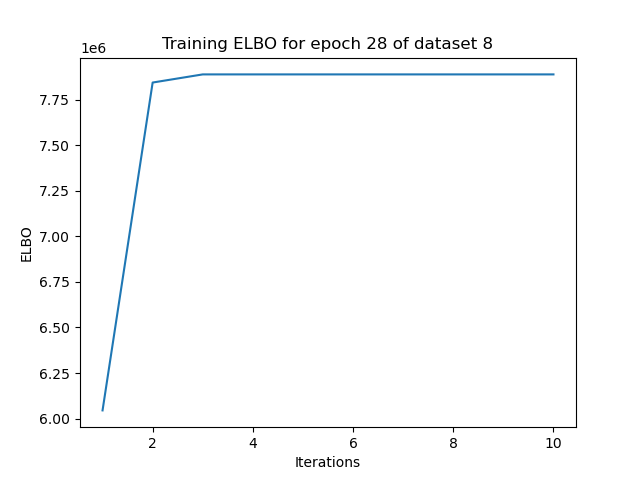 Training ELBO for epoch 28 of dataset 8
1e6
7.75
7.50
7.25
7.00
6.75
6.50
6.25
6.00
ELBO
2 4 6 8 10
Iterations